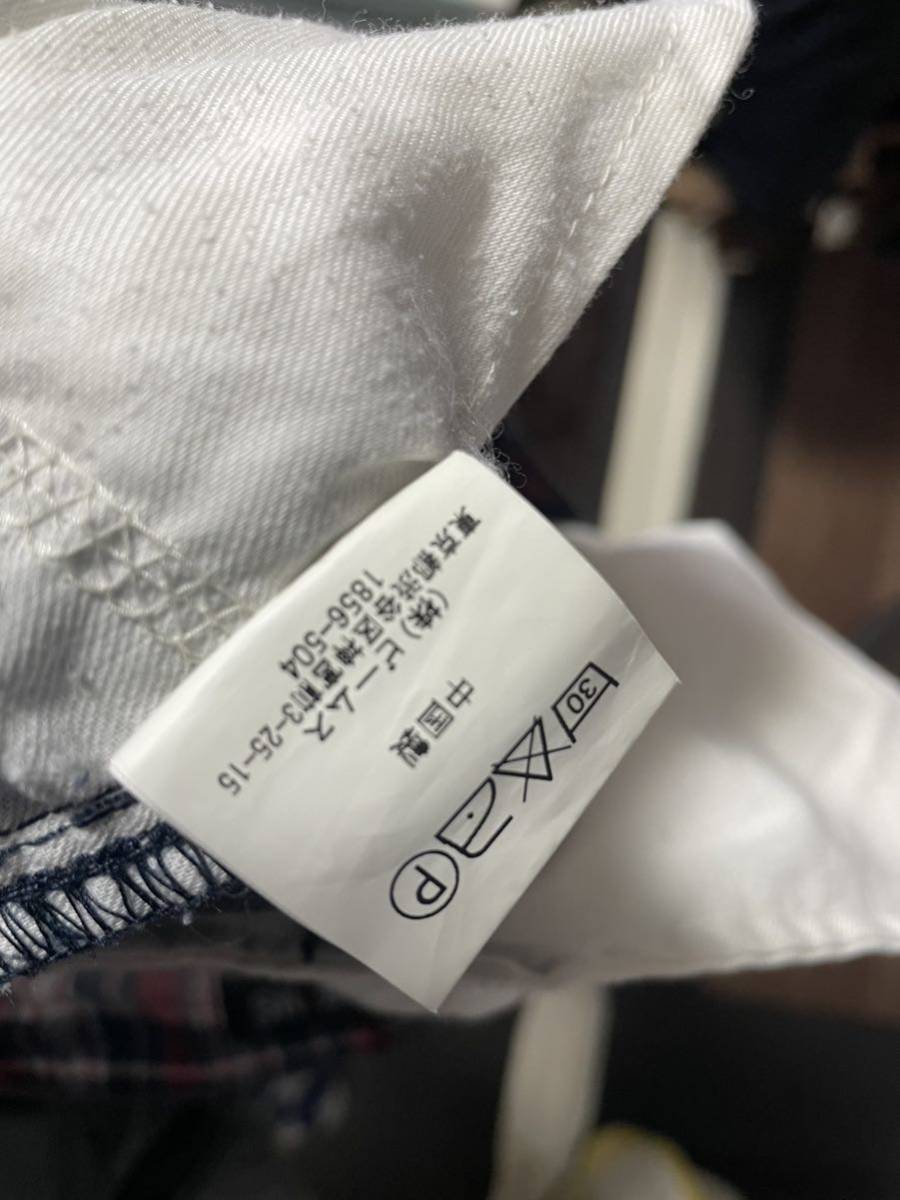 30
P
中国製
(株)ビームス
東京都渋谷区神宮前3-25-15
1856-504